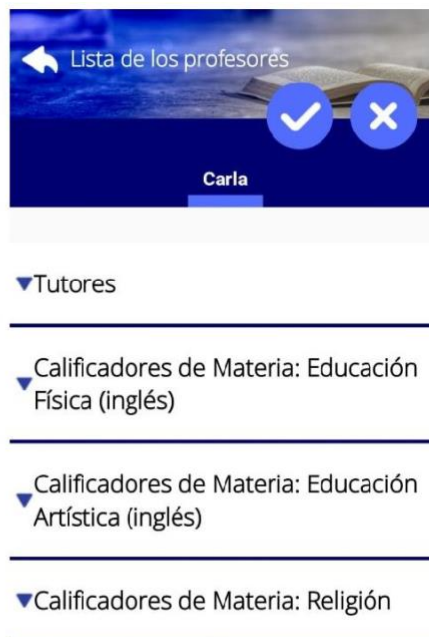 Lista de los profesores
Carla
Tutores
Calificadores de Materia: Educación
Física (inglés)
Calificadores de Materia: Educación
Artística (inglés)
Calificadores de Materia: Religión